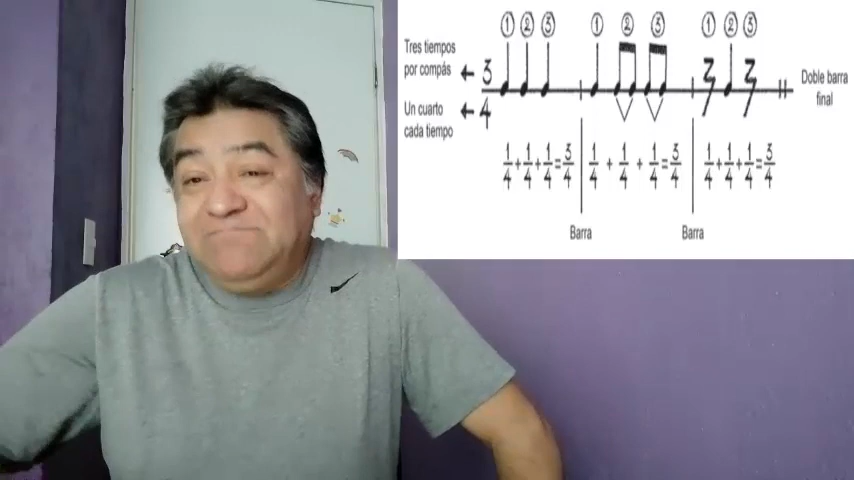 ① ② ③ ① ② ③ ① ② ③
Tres tiempos
por compás
3
4
Un cuarto
cada tiempo
Doble barra
final
1/4+1/4+1/4=3/4 1/4 + 1/4 + 1/4=3/4 1/4+1/4+1/4=3/4
Barra
Barra